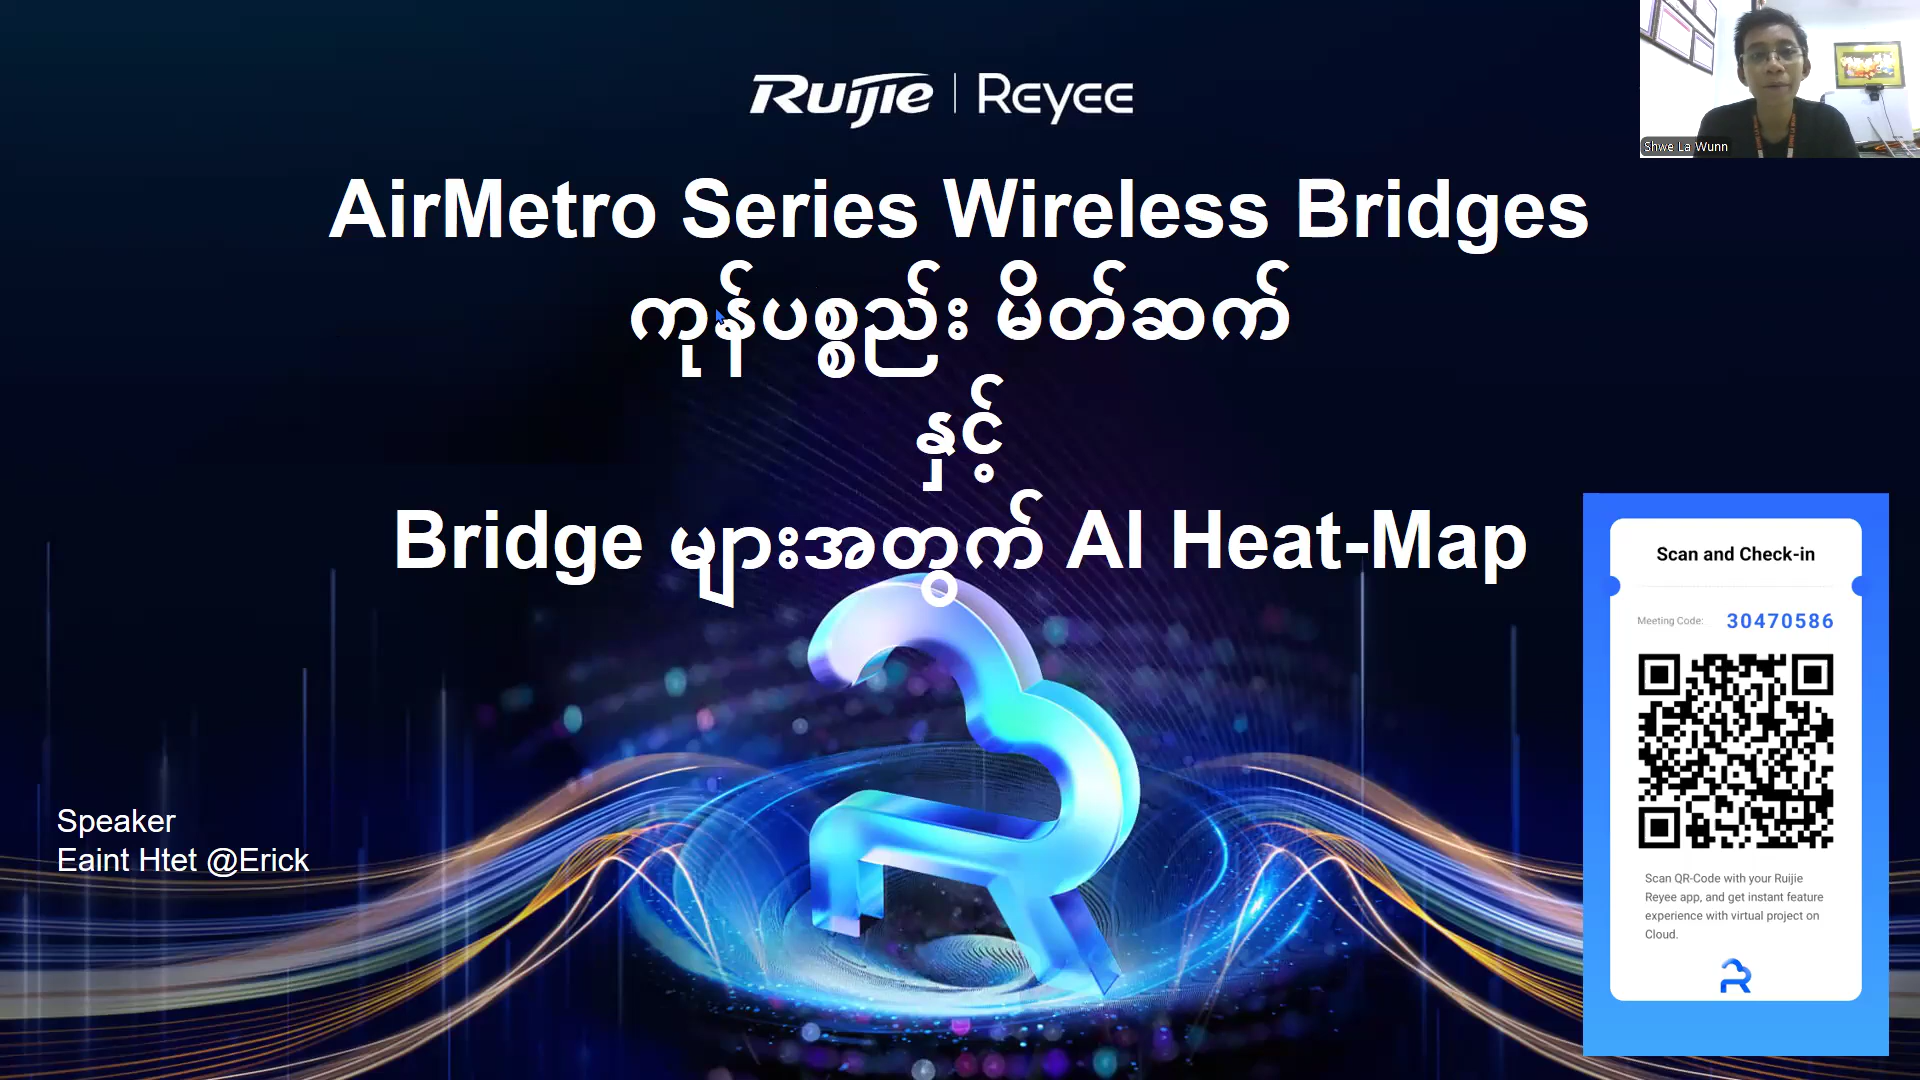 Ruijie | Reyee
Shwe La Wunn
AirMetro Series Wireless Bridges
ကုန်ပစ္စည်း မိတ်ဆက်
နှင့်
Bridge များအတွက် AI Heat-Map
Speaker
Eaint Htet @Erick
Scan and Check-in
Meeting Code: 30470586
Scan QR-Code with your Ruijie
Reyee app, and get instant feature
experience with virtual project on
Cloud.